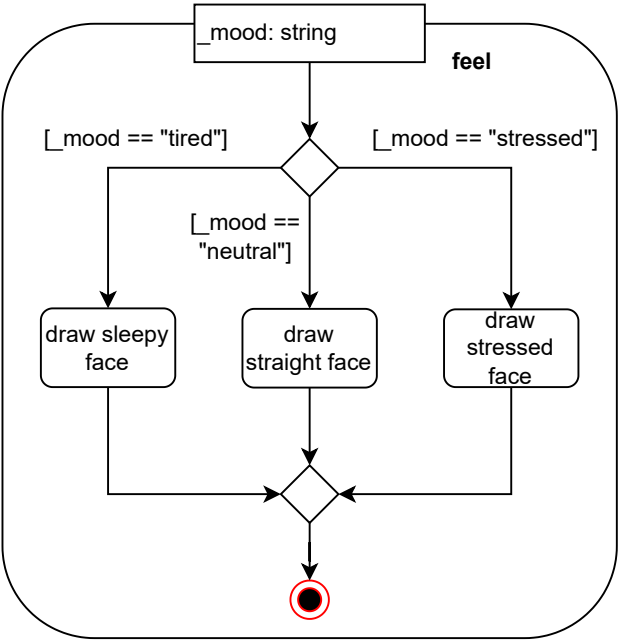 _mood: string
feel
[_mood == "tired"]
[_mood == "stressed"]
[_mood ==
"neutral"]
draw sleepy
face
draw
straight face
draw
stressed
face